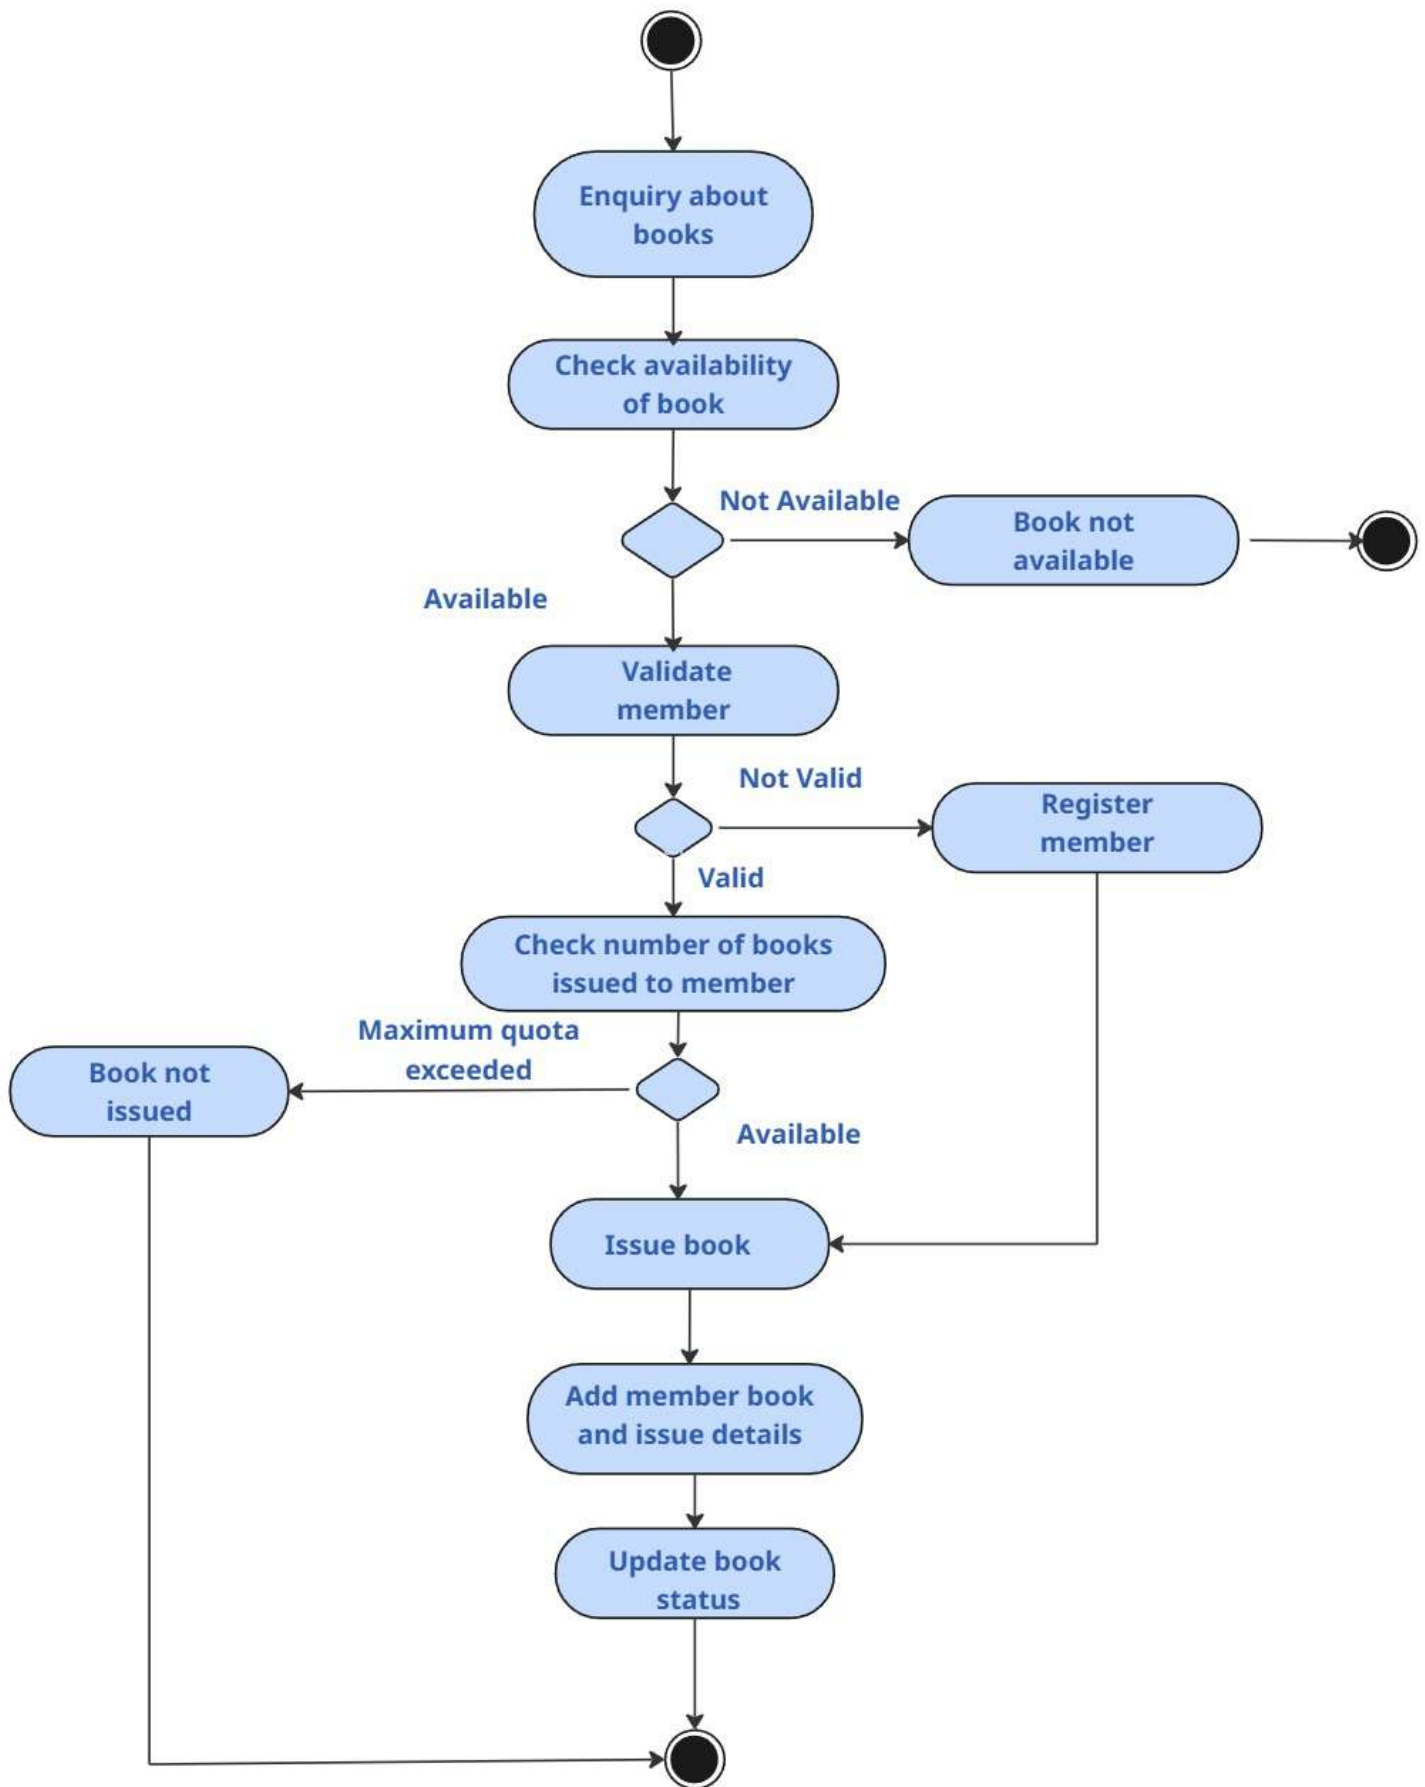 Enquiry about
books
Check availability
of book
Not Available
Book not
available
Available
Validate
member
Not Valid
Register
member
Valid
Check number of books
issued to member
Maximum quota
exceeded
Book not
issued
Available
Issue book
Add member book
and issue details
Update book
status